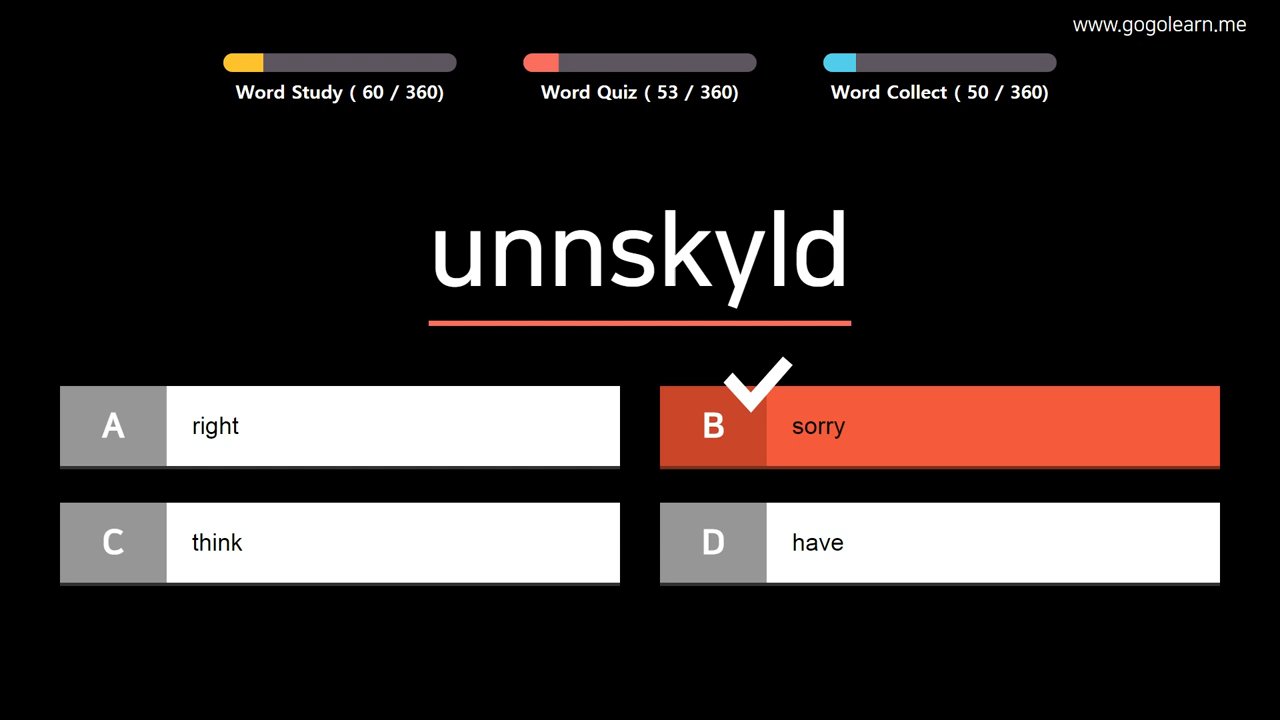 www.gogolearn.me
Word Study ( 60 / 360)
Word Quiz ( 53 / 360)
Word Collect ( 50 / 360)
unnskyld
A right
B sorry
C think
D have